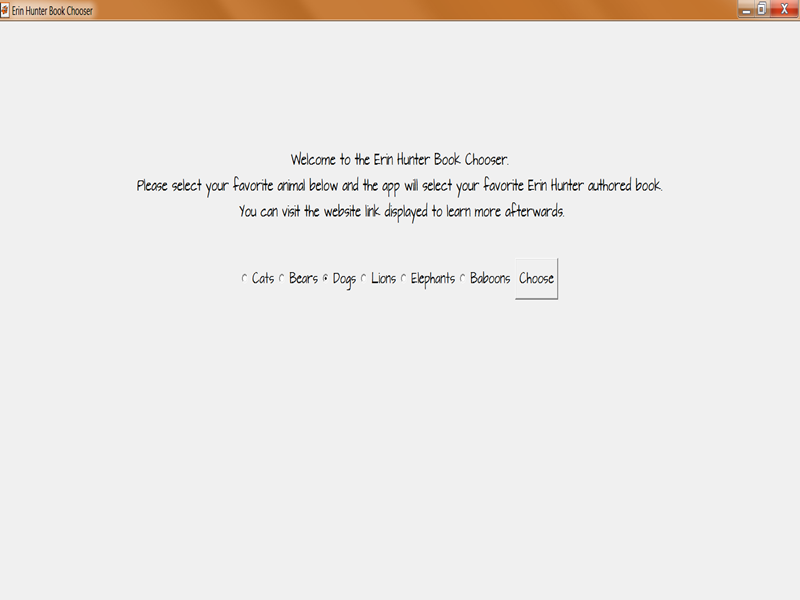 Erin Hunter Book Chooser
Welcome to the Erin Hunter Book Chooser.
Please select your favorite animal below and the app will select your favorite Erin Hunter authored book.
You can visit the website link displayed to learn more afterwards.
Cats Bears Dogs Lions Elephants Baboons Choose